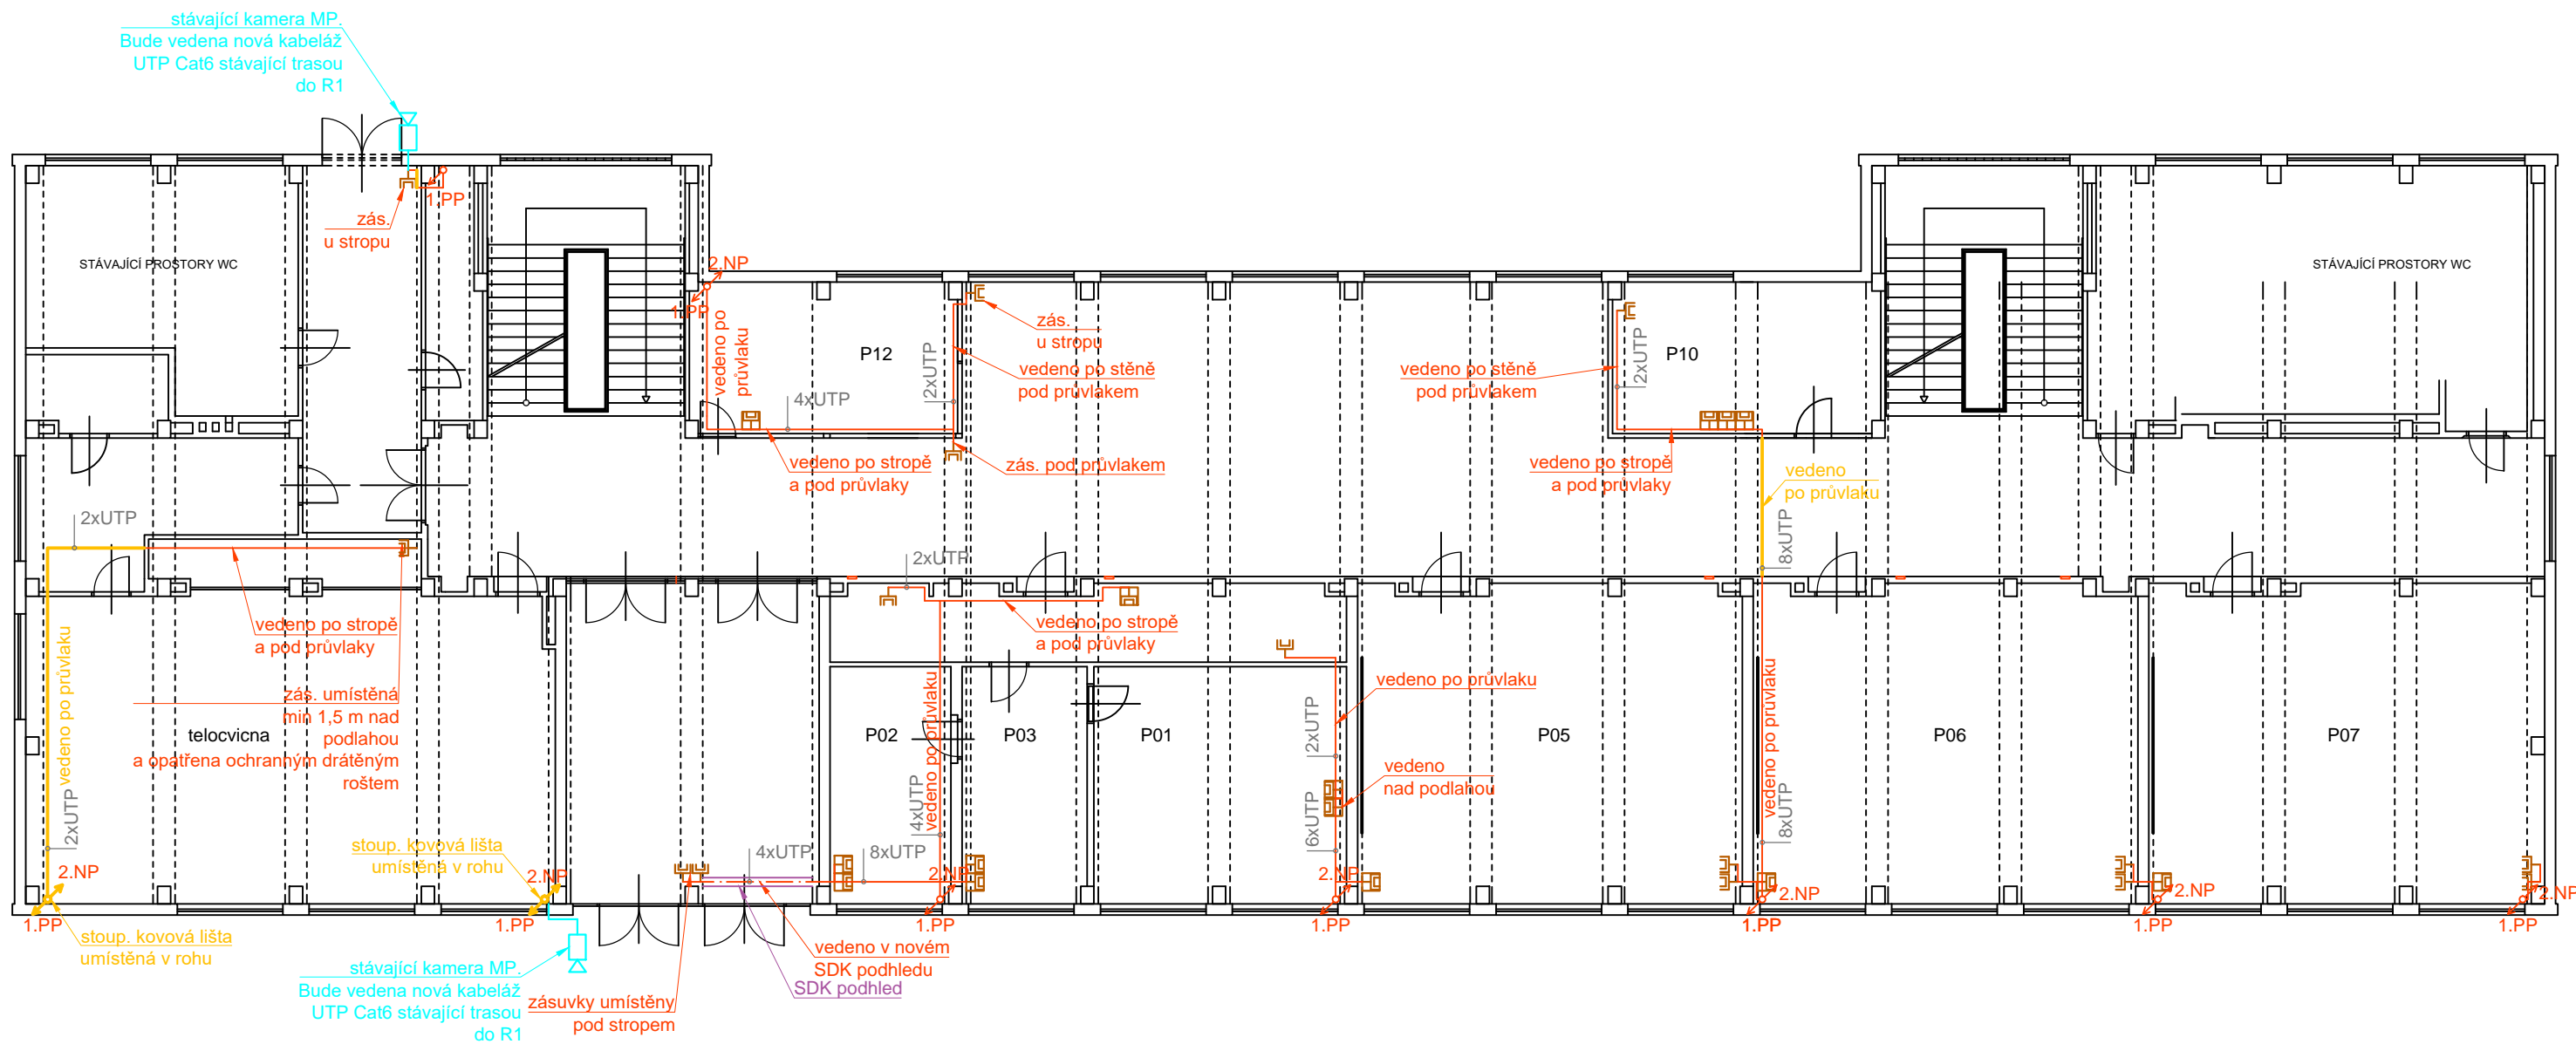 stávající kamera MP.
Bude vedena nová kabeláž
UTP Cat6 stávající trasou
do R1
zás.
u stropu
1.PP
STÁVAJÍCÍ PROSTORY WC
STÁVAJÍCÍ PROSTORY WC
2.NP
1.PP
vedeno po
průvlaku
P12
2xUTP
4xUTP
zás.
u stropu
vedeno po stěně
pod průvlakem
vedeno po stropě
a pod průvlaky
zás. pod průvlakem
vedeno po stěně
pod průvlakem
2xUTP
P10
vedeno po stropě
a pod průvlaky
vedeno
po průvlaku
8xUTP
2xUTP
2xUTP
vedeno po stropě
a pod průvlaky
vedeno po stropě
a pod průvlaky
vedeno po průvlaku
zás. umístěná
min 1,5 m nad
podlahou
a opatřena ochranným drátěným
roštem
telocvicna
2xUTP
P02
P03
P01
P05
P06
P07
vedeno po průvlaku
4xUTP
vedeno po průvlaku
2xUTP
vedeno
nad podlahou
6xUTP
vedeno po průvlaku
8xUTP
stoup. kovová lišta
umístěná v rohu
4xUTP
8xUTP
2.NP
2.NP
2.NP
2.NP
2.NP
2.NP
2.NP
1.PP
1.PP
1.PP
1.PP
1.PP
1.PP
1.PP
stoup. kovová lišta
umístěná v rohu
vedeno v novém
SDK podhledu
SDK podhled
stávající kamera MP.
Bude vedena nová kabeláž
UTP Cat6 stávající trasou
do R1
zásuvky umístěny
pod stropem